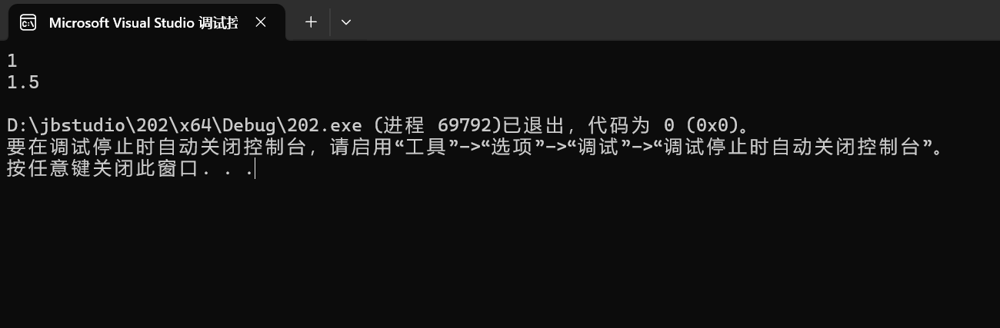 Microsoft Visual Studio 调试控
1
1.5
D:\jbstudio\202\x64\Debug\202.exe (进程 69792)已退出，代码为 0 (0x0)。
要在调试停止时自动关闭控制台，请启用“工具”->“选项”->“调试”->“调试停止时自动关闭控制台”。
按任意键关闭此窗口. . .